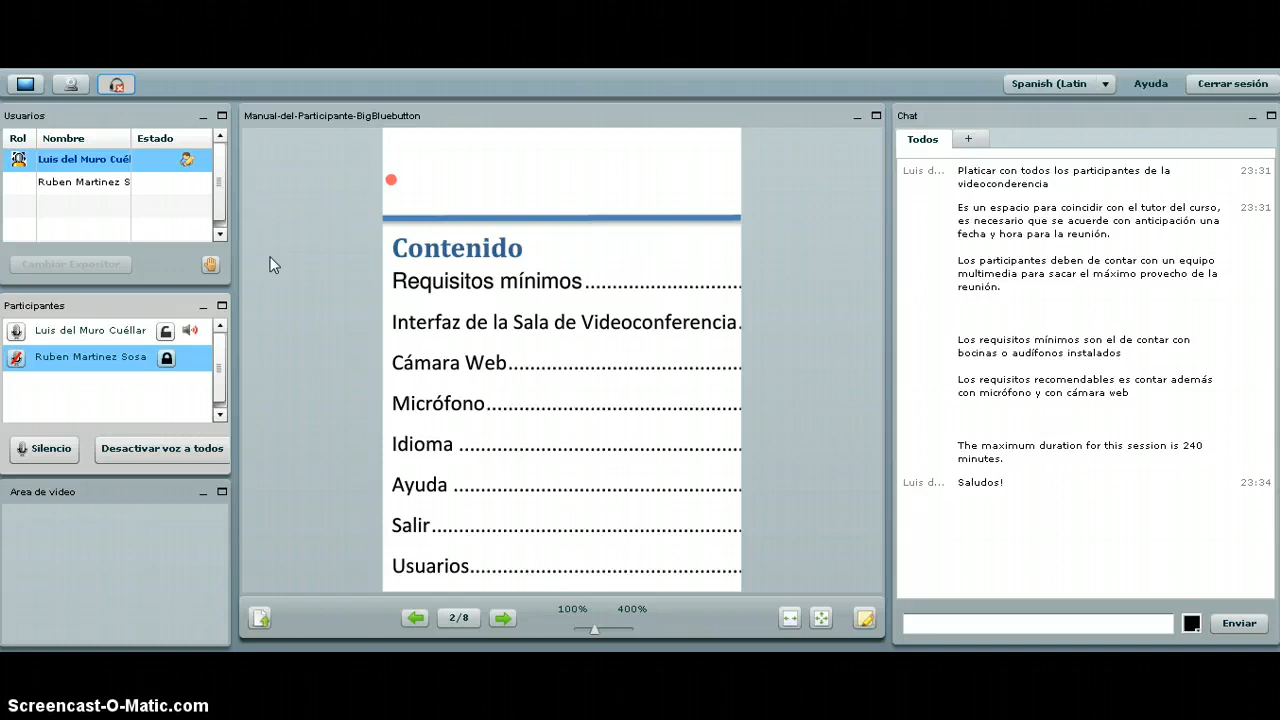 Spanish (Latin
Ayuda
Cerrar sesión
Usuarios
Rol Nombre Estado
Luis del Muro Cuél
Ruben Martinez S
Cambiar Expositor
Participantes
Luis del Muro Cuéllar
Ruben Martinez Sosa
Silencio
Desactivar voz a todos
Area de video
Manual-del-Participante-BigBluebutton
Contenido
Requisitos mínimos
Interfaz de la Sala de Videoconferencia
Cámara Web
Micrófono
Idioma
Ayuda
Salir
Usuarios
2/8
100% 400%
Chat
Todos +
Luis d... Platicar con todos los participantes de la 23:31
videoconderencia
Es un espacio para coincidir con el tutor del curso, 23:31
es necesario que se acuerde con anticipación una
fecha y hora para la reunión.
Los participantes deben de contar con un equipo
multimedia para sacar el máximo provecho de la
reunión.
Los requisitos mínimos son el de contar con
bocinas o audífonos instalados
Los requisitos recomendables es contar además
con micrófono y con cámara web
The maximum duration for this session is 240
minutes.
Luis d... Saludos! 23:34
Enviar
Screencast-O-Matic.com